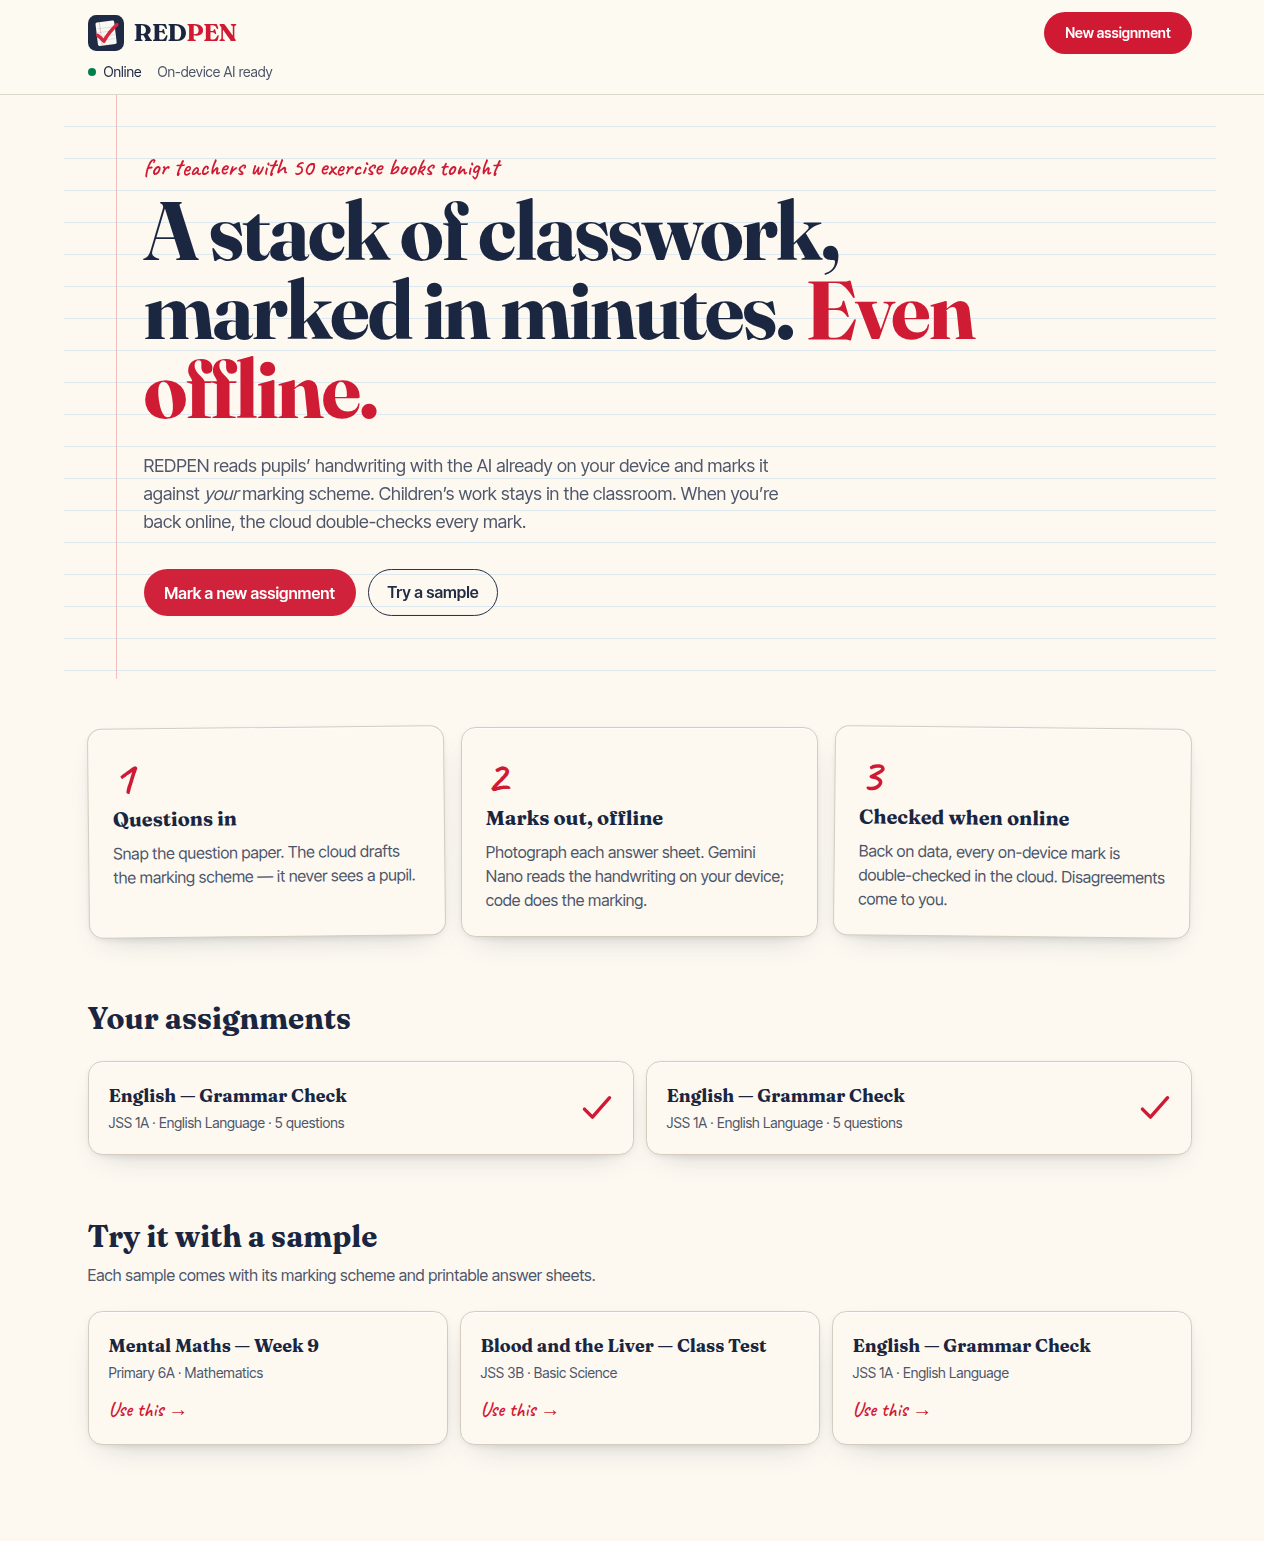 REDPEN
New assignment
Online On-device AI ready
for teachers with 50 exercise books tonight
A stack of classwork,
marked in minutes. Even
offline.
REDPEN reads pupils’ handwriting with the AI already on your device and marks it
against your marking scheme. Children’s work stays in the classroom. When you’re
back online, the cloud double-checks every mark.
Mark a new assignment
Try a sample
1
Questions in
Snap the question paper. The cloud drafts
the marking scheme — it never sees a pupil.
2
Marks out, offline
Photograph each answer sheet. Gemini
Nano reads the handwriting on your device;
code does the marking.
3
Checked when online
Back on data, every on-device mark is
double-checked in the cloud. Disagreements
come to you.
Your assignments
English — Grammar Check
JSS 1A · English Language · 5 questions
English — Grammar Check
JSS 1A · English Language · 5 questions
Try it with a sample
Each sample comes with its marking scheme and printable answer sheets.
Mental Maths — Week 9
Primary 6A · Mathematics
Use this →
Blood and the Liver — Class Test
JSS 3B · Basic Science
Use this →
English — Grammar Check
JSS 1A · English Language
Use this →